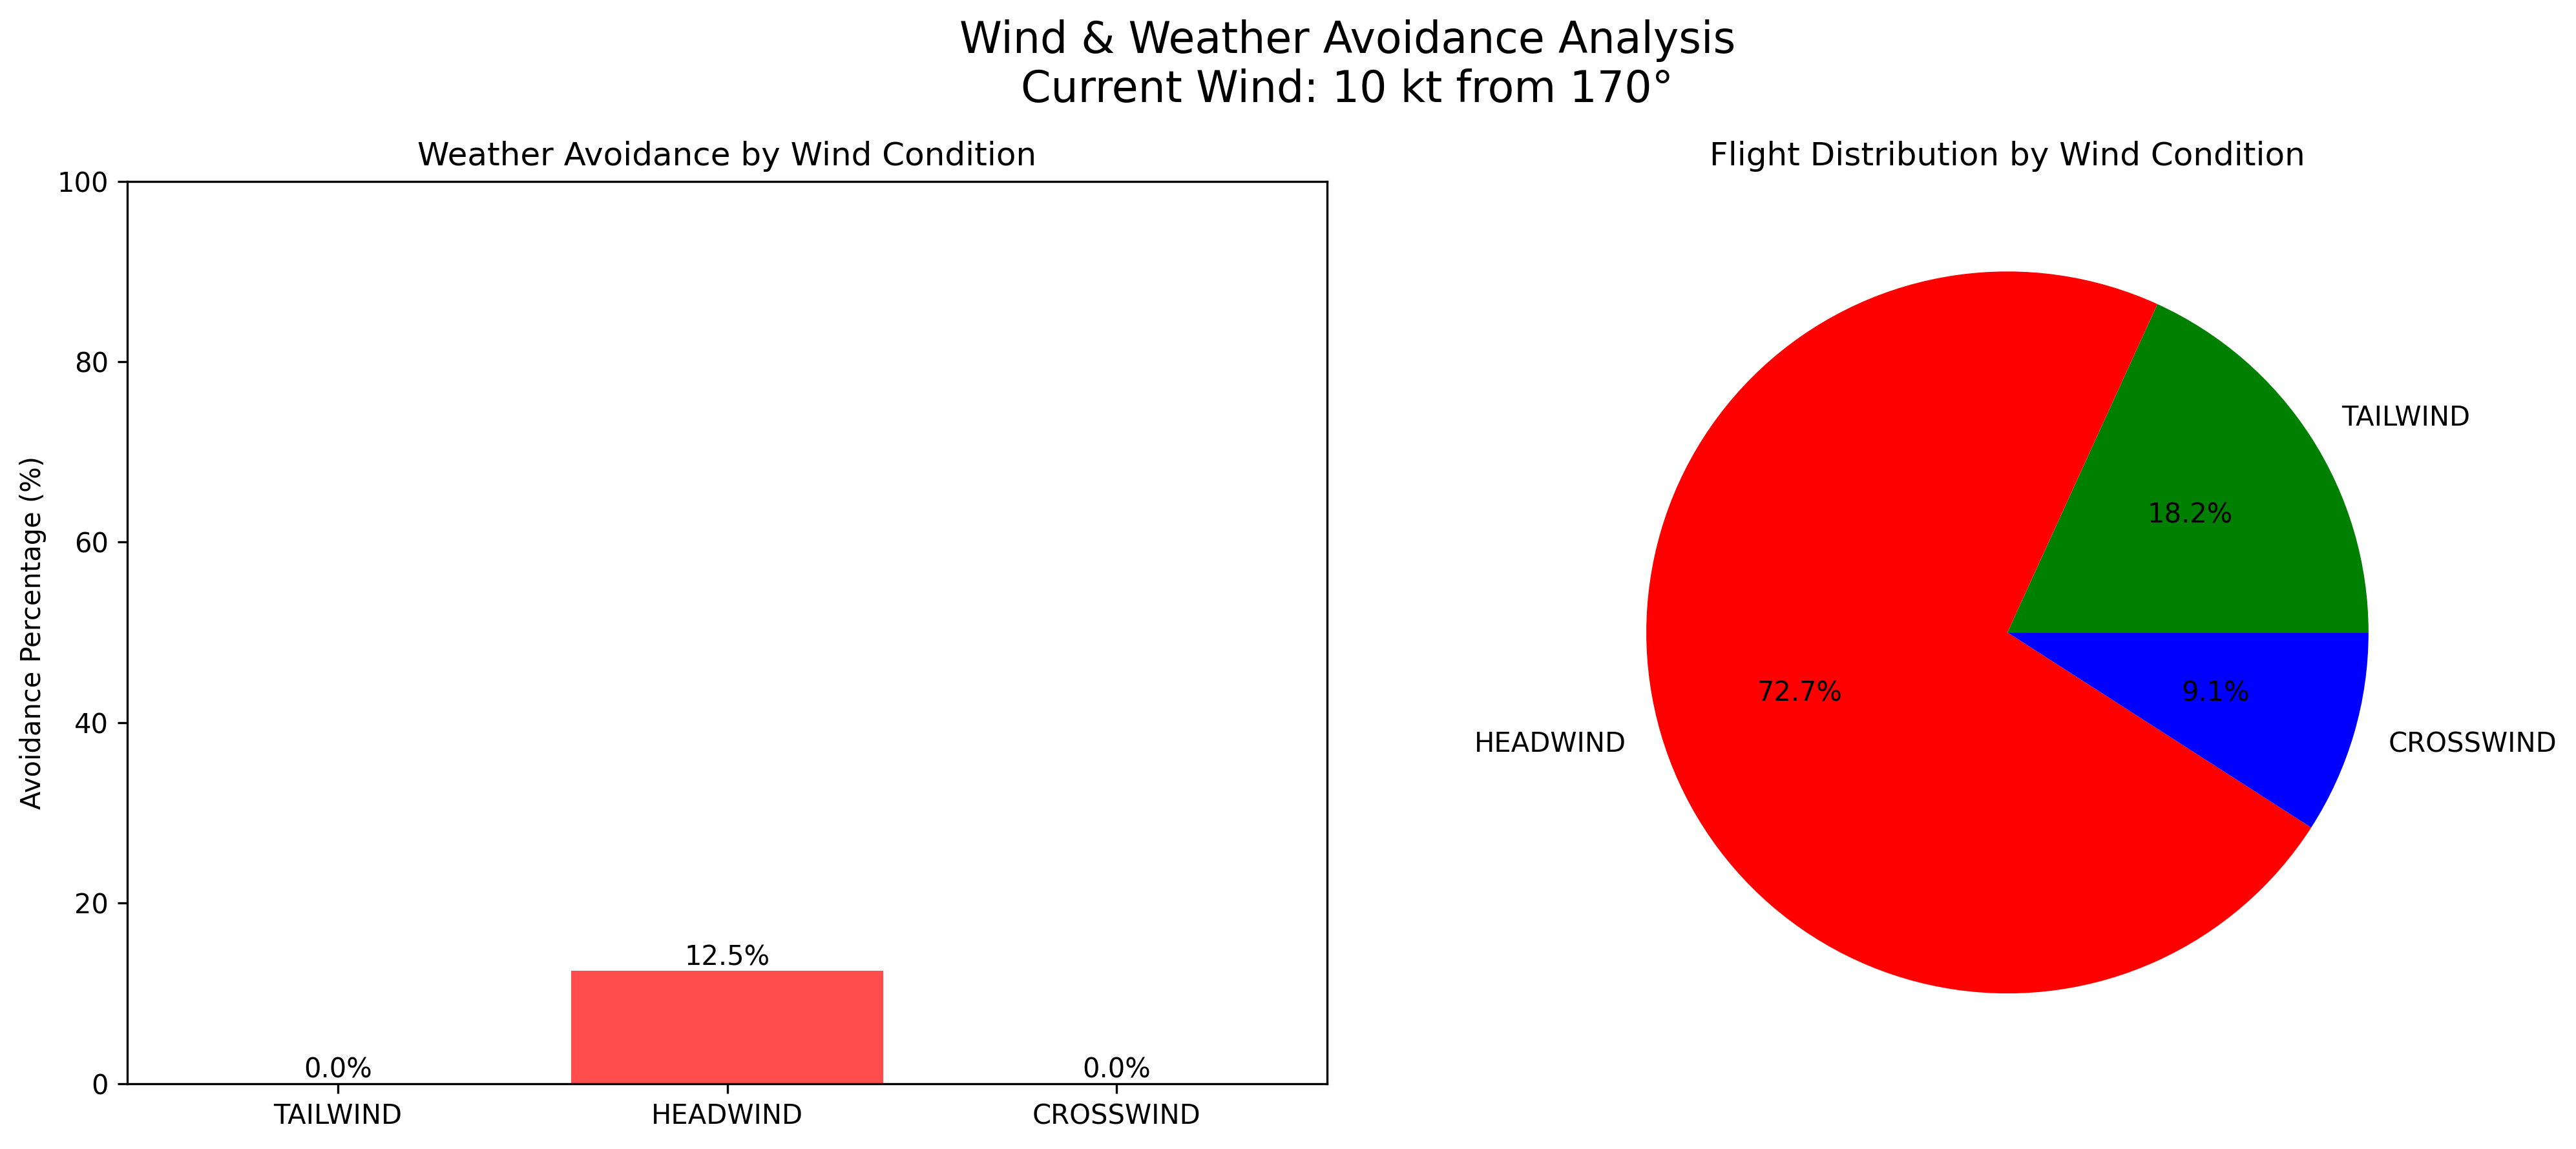 Wind & Weather Avoidance Analysis
Current Wind: 10 kt from 170°
Weather Avoidance by Wind Condition
100
80
60
40
20
0
Avoidance Percentage (%)
0.0%
12.5%
0.0%
TAILWIND
HEADWIND
CROSSWIND
Flight Distribution by Wind Condition
TAILWIND
18.2%
72.7%
HEADWIND
9.1%
CROSSWIND